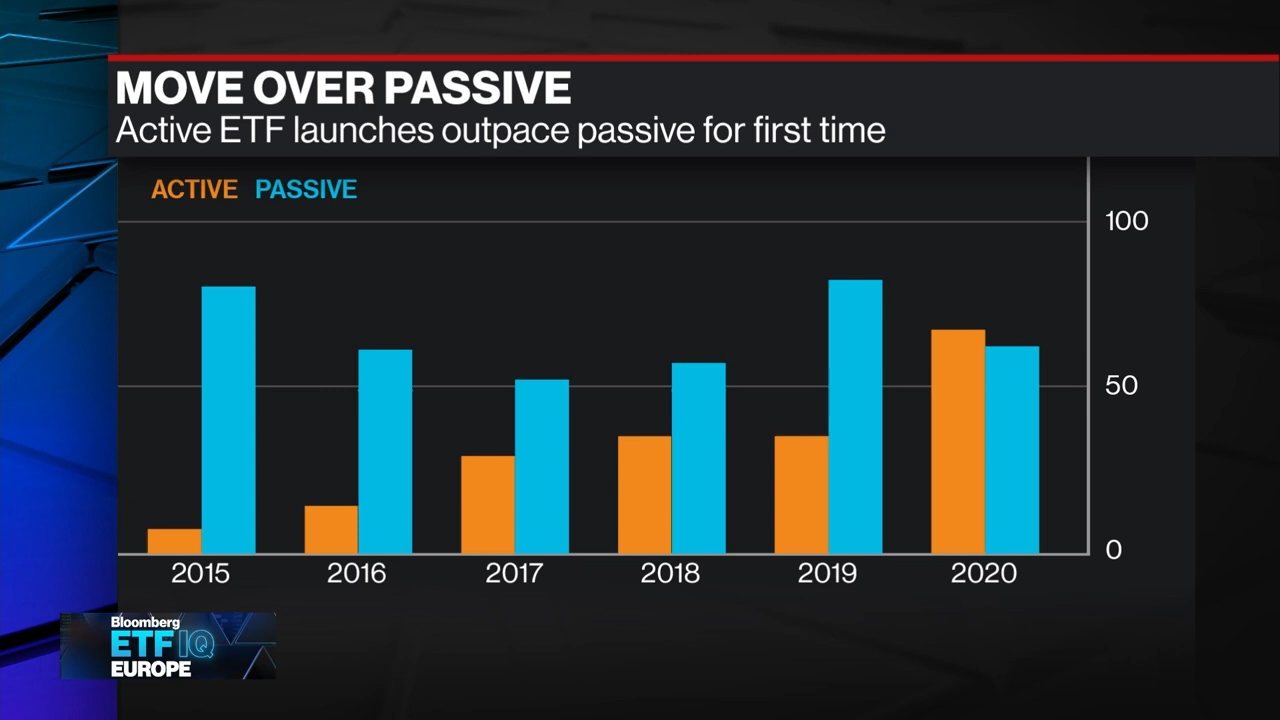 MOVE OVER PASSIVE
Active ETF launches outpace passive for first time
ACTIVE PASSIVE
100
50
0
2015 2016 2017 2018 2019 2020
Bloomberg
ETF IQ
EUROPE